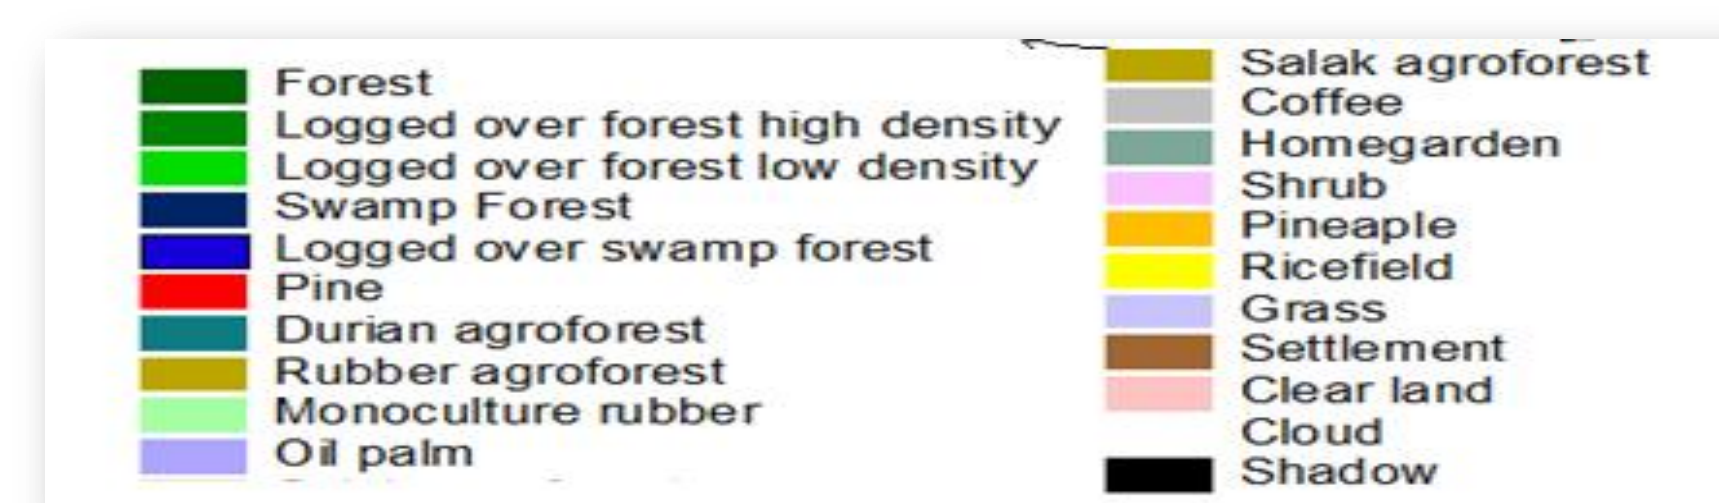 Forest
Logged over forest high density
Logged over forest low density
Swamp Forest
Logged over swamp forest
Pine
Durian agroforest
Rubber agroforest
Monoculture rubber
Oil palm
Salak agroforest
Coffee
Homegarden
Shrub
Pineaple
Ricefield
Grass
Settlement
Clear land
Cloud
Shadow